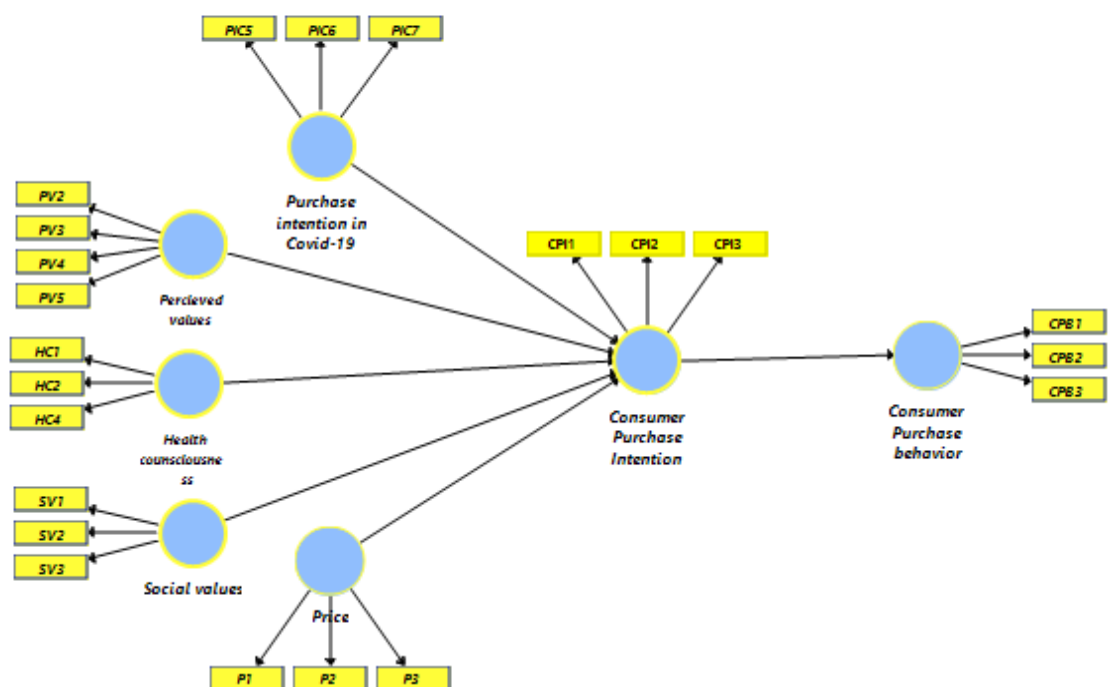 PIC5 PIC6 PIC7
Purchase
intention in
Covid-19
PV2
PV3
PV4
PV5
Percieved
values
CPI1 CPI2 CPI3
Consumer
Purchase
Intention
CPB1
CPB2
CPB3
Consumer
Purchase
behavior
HC1
HC2
HC4
Health
counsciousne
ss
SV1
SV2
SV3
Social values
Price
P1 P2 P3